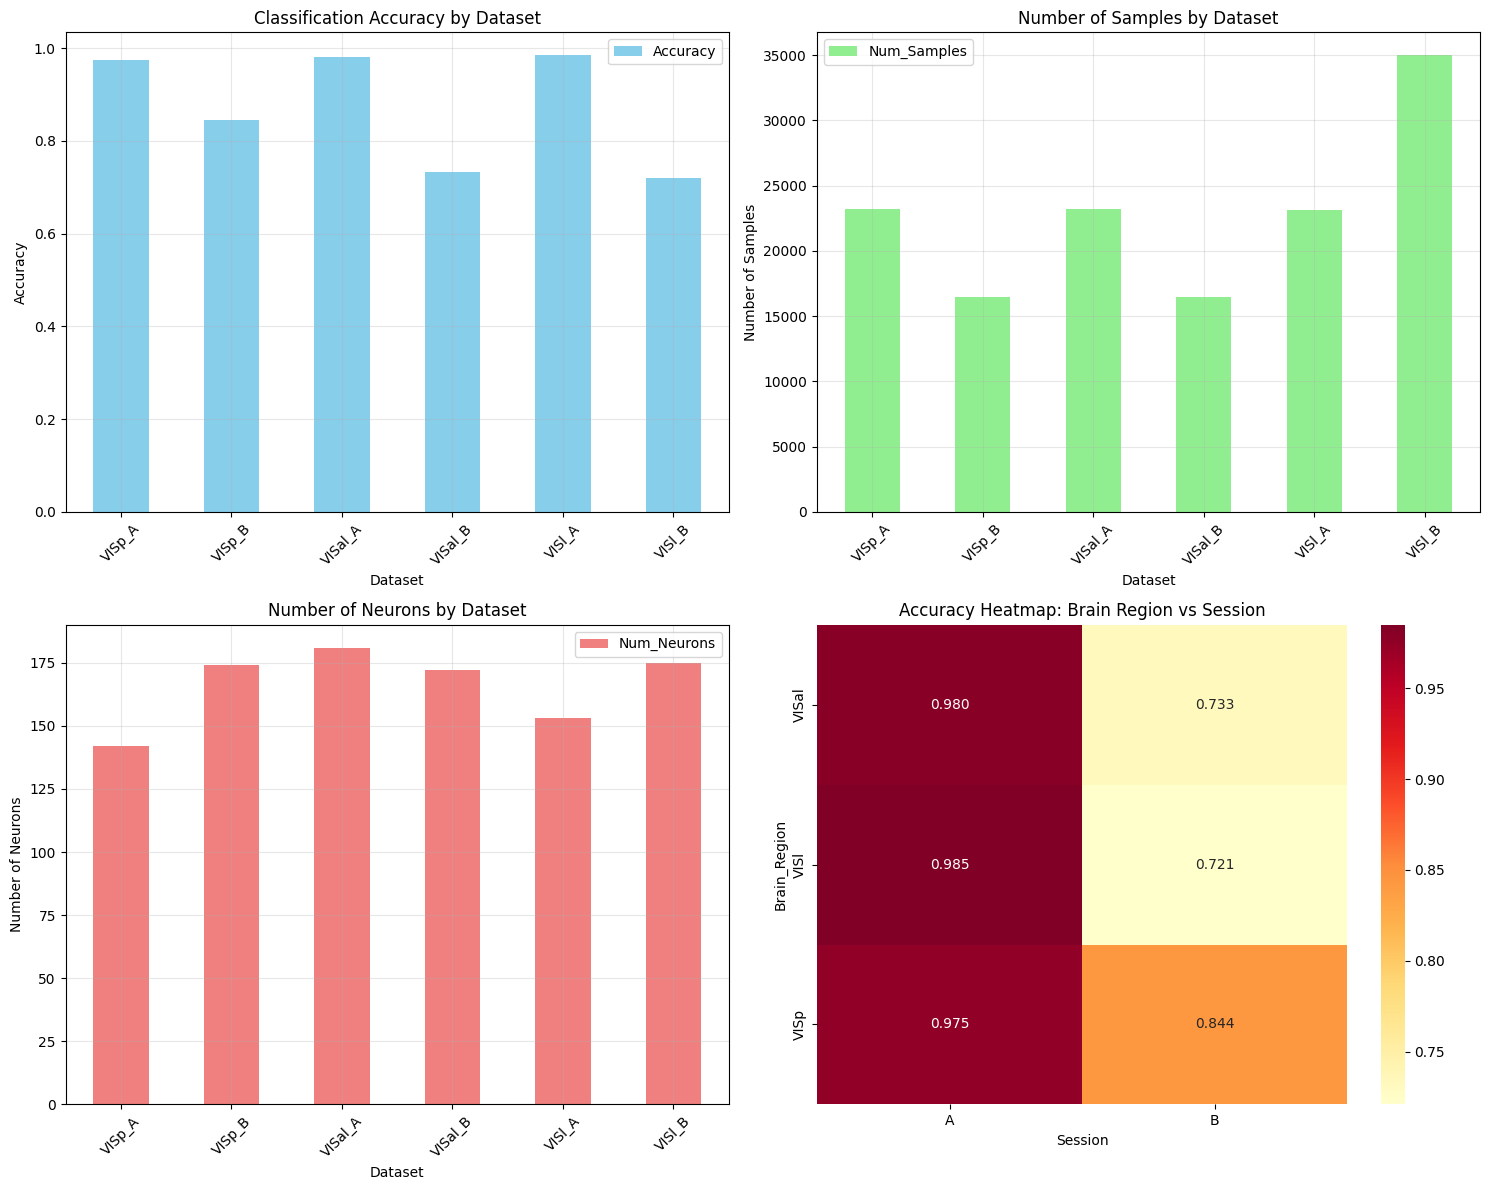 Classification Accuracy by Dataset
Accuracy
1.0
0.8
0.6
0.4
0.2
0.0
Accuracy
VISp_A
VISp_B
VISal_A
VISal_B
VISl_A
VISl_B
Dataset
Number of Samples by Dataset
Num_Samples
35000
30000
25000
20000
15000
10000
5000
0
Number of Samples
VISp_A
VISp_B
VISal_A
VISal_B
VISl_A
VISl_B
Dataset
Number of Neurons by Dataset
Num_Neurons
175
150
125
100
75
50
25
0
Number of Neurons
VISp_A
VISp_B
VISal_A
VISal_B
VISl_A
VISl_B
Dataset
Accuracy Heatmap: Brain Region vs Session
Brain_Region
VISal
0.980
0.733
VISl
0.985
0.721
VISp
0.975
0.844
A
B
Session
0.95
0.90
0.85
0.80
0.75